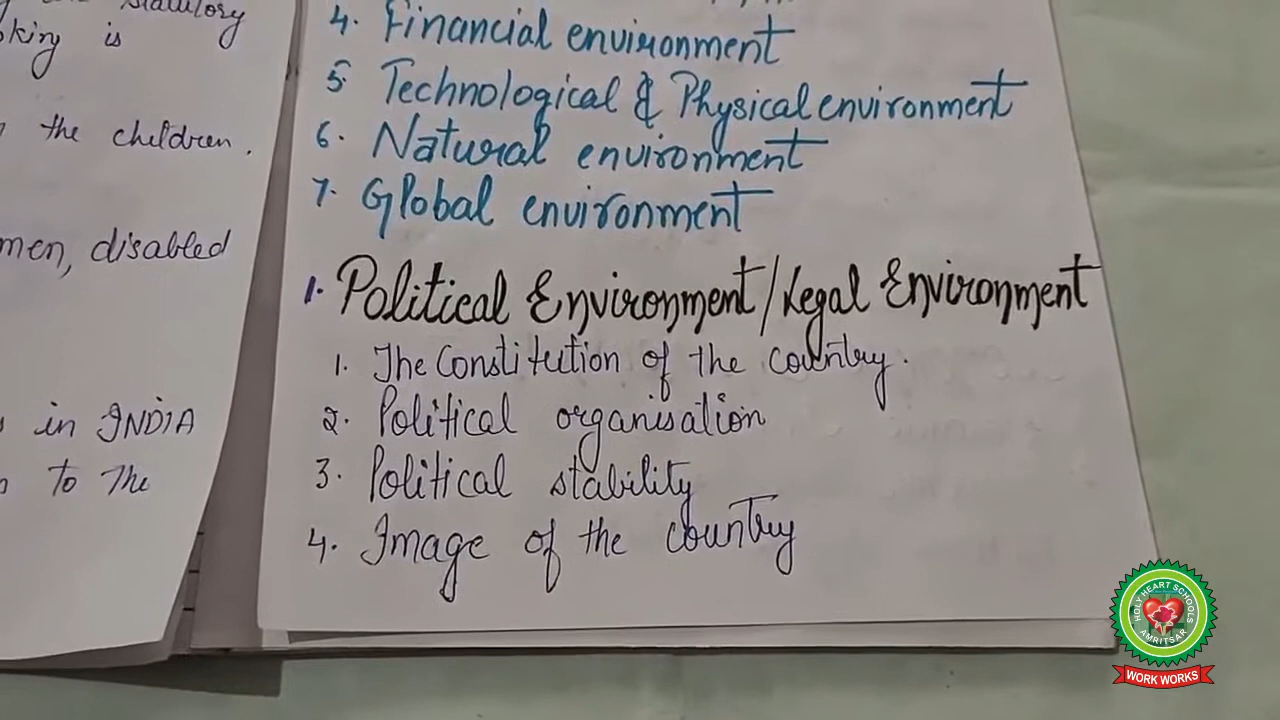 statutory
king is
the children.
men, disabled
in INDIA
to the
4. Financial environment
5. Technological & Physical environment
6. Natural environment
7. Global environment
1. Political Environment/Legal Environment
1. The Constitution of the country.
2. Political organisation
3. Political stability
4. Image of the country
HOLY HEART SCHOOLS
AMRITSAR
WORK WORKS